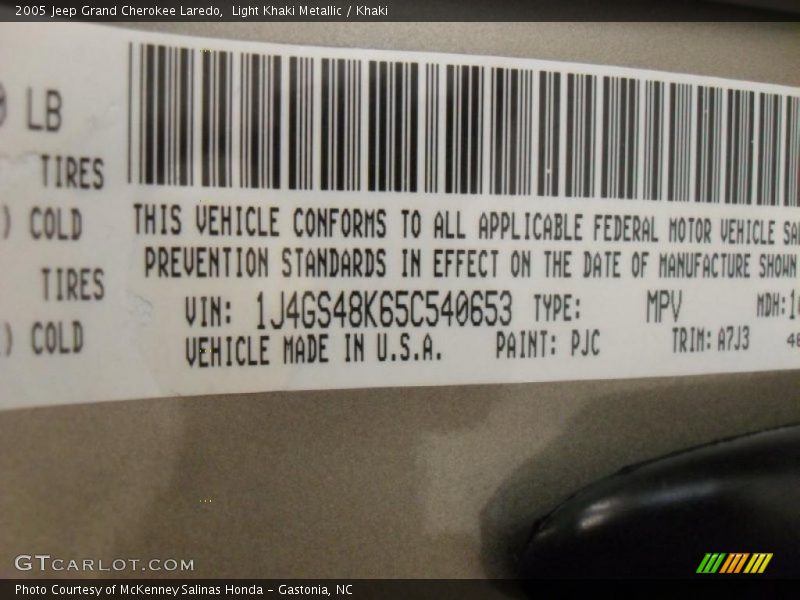 2005 Jeep Grand Cherokee Laredo,  Light Khaki Metallic / Khaki
LB
TIRES
) COLD
TIRES
) COLD
THIS VEHICLE CONFORMS TO ALL APPLICABLE FEDERAL MOTOR VEHICLE SA
PREVENTION STANDARDS IN EFFECT ON THE DATE OF MANUFACTURE SHOWN
VIN: 1J4GS48K65C540653 TYPE: MPV MDH:1
VEHICLE MADE IN U.S.A. PAINT: PJC TRIM: A7J3 48
GTCARLOT.COM
Photo Courtesy of McKenney Salinas Honda - Gastonia, NC